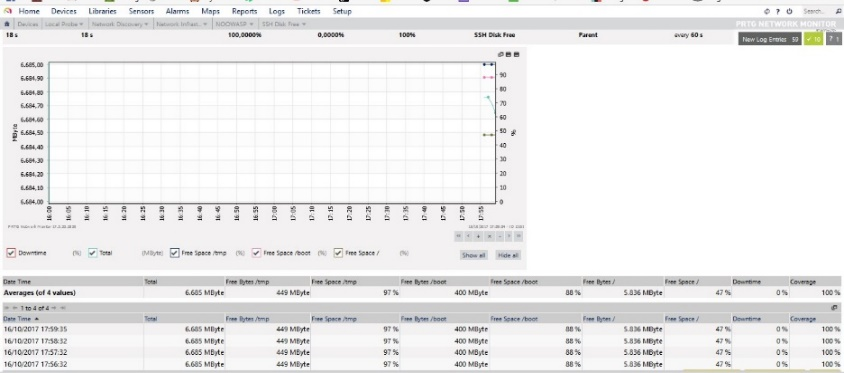 Home Devices Libraries Sensors Alarms Maps Reports Logs Tickets Setup Search...
Devices Local Probe Network Discovery Network Infrast... NOOWASP SSH Disk Free
PRTG NETWORK MONITOR
18 s 18 s 100,0000% 0,0000% 100% SSH Disk Free Parent every 60 s
New Log Entries 10 ? 1
6.685,00
6.684,90
6.684,80
6.684,70
6.684,60
6.684,50
6.684,40
6.684,30
6.684,20
6.684,10
6.684,00
MByte
90
80
70
60
50
40
30
20
10
0
%
16:00 16:05 16:10 16:15 16:20 16:25 16:30 16:35 16:40 16:45 16:50 16:55 17:00 17:05 17:10 17:15 17:20 17:25 17:30 17:35 17:40 17:45 17:50 17:55
Downtime (%) Total (MByte) Free Space /tmp (%) Free Space /boot (%) Free Space / (%)
Show all Hide all
Date Time Total Free Bytes /tmp Free Space /tmp Free Bytes /boot Free Space /boot Free Bytes / Free Space / Downtime Coverage
Averages (of 4 values) 6.685 MByte 449 MByte 97 % 400 MByte 88 % 5.836 MByte 47 % 0 % 100 %
1 to 4 of 4
Date Time Total Free Bytes /tmp Free Space /tmp Free Bytes /boot Free Space /boot Free Bytes / Free Space / Downtime Coverage
16/10/2017 17:59:35 6.685 MByte 449 MByte 97 % 400 MByte 88 % 5.836 MByte 47 % 0 % 100 %
16/10/2017 17:58:32 6.685 MByte 449 MByte 97 % 400 MByte 88 % 5.836 MByte 47 % 0 % 100 %
16/10/2017 17:57:32 6.685 MByte 449 MByte 97 % 400 MByte 88 % 5.836 MByte 47 % 0 % 100 %
16/10/2017 17:56:32 6.685 MByte 449 MByte 97 % 400 MByte 88 % 5.836 MByte 47 % 0 % 100 %